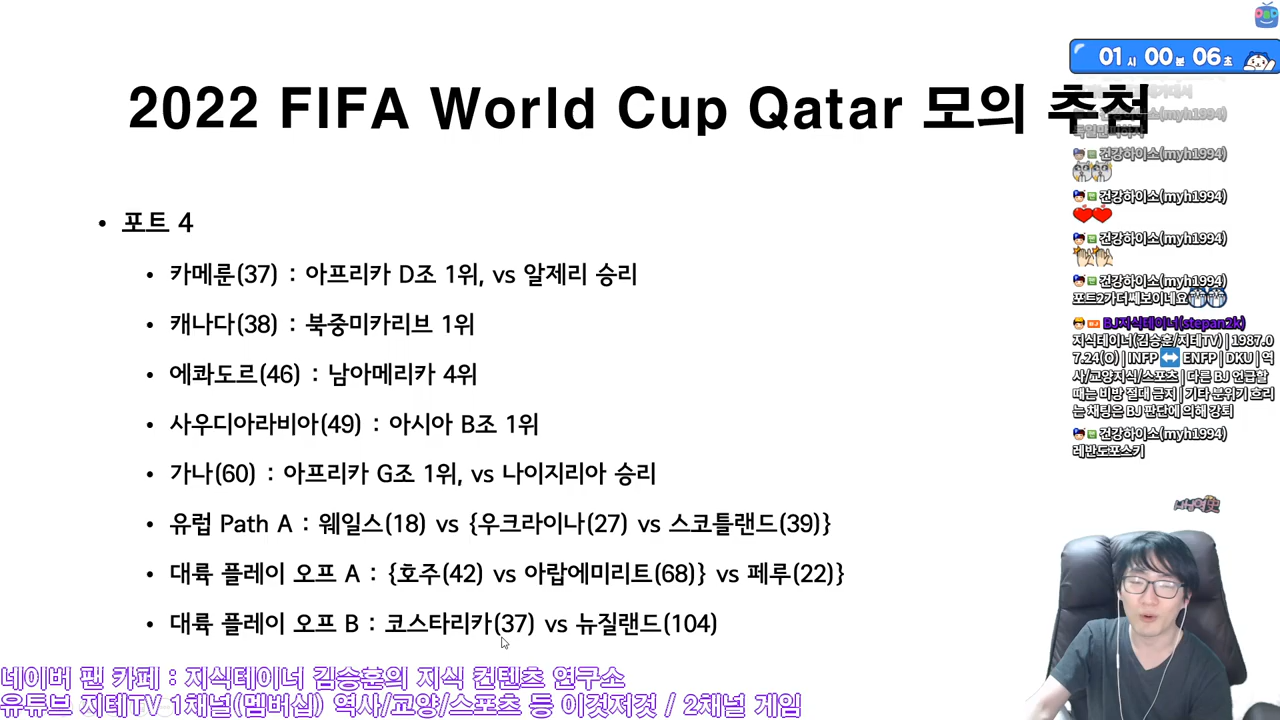 2022 FIFA World Cup Qatar 모의 추첨
• 포트 4
• 카메룬(37) : 아프리카 D조 1위, vs 알제리 승리
• 캐나다(38) : 북중미카리브 1위
• 에콰도르(46) : 남아메리카 4위
• 사우디아라비아(49) : 아시아 B조 1위
• 가나(60) : 아프리카 G조 1위, vs 나이지리아 승리
• 유럽 Path A : 웨일스(18) vs {우크라이나(27) vs 스코틀랜드(39)}
• 대륙 플레이 오프 A : {호주(42) vs 아랍에미리트(68)} vs 페루(22)}
• 대륙 플레이 오프 B : 코스타리카(37) vs 뉴질랜드(104)
01시 00분 06초
건강하이소(myh1994)
건강하이소(myh1994)
건강하이소(myh1994)
건강하이소(myh1994)
건강하이소(myh1994)
포트2가더쎄보이네요
BJ지식테이너(stepan2k)
지식테이너(김승훈/지테TV) | 1987.0
7.24(O) | INFP ↔ ENFP | DKU | 역
사/교양지식/스포츠 | 다른 BJ 언급할
때는 비방 절대 금지 | 기타 분위기 흐리
는 채팅은 BJ 판단에 의해 강퇴
건강하이소(myh1994)
레반도포스키
네이버 팬 카페 : 지식테이너 김승훈의 지식 컨텐츠 연구소
유튜브 지테TV 1채널(멤버십) 역사/교양/스포츠 등 이것저것 / 2채널 게임